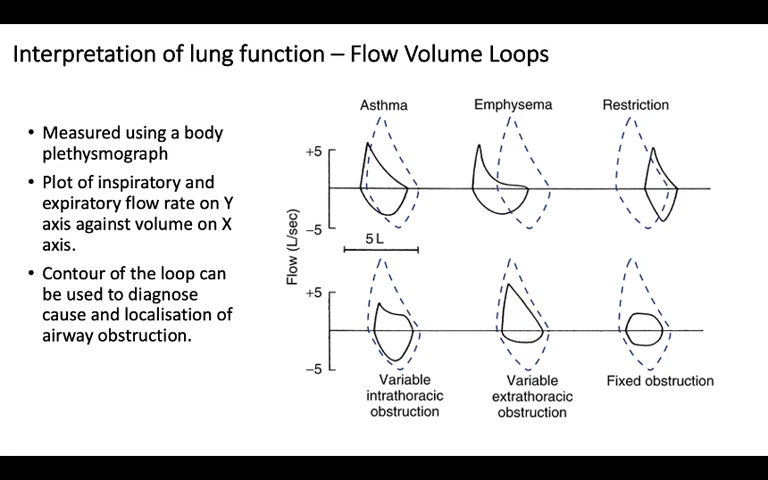 Interpretation of lung function – Flow Volume Loops
• Measured using a body
plethysmograph
• Plot of inspiratory and
expiratory flow rate on Y
axis against volume on X
axis.
• Contour of the loop can
be used to diagnose
cause and localisation of
airway obstruction.
Asthma
Emphysema
Restriction
+5
−5
5 L
Flow (L/sec)
+5
−5
Variable
intrathoracic
obstruction
Variable
extrathoracic
obstruction
Fixed obstruction